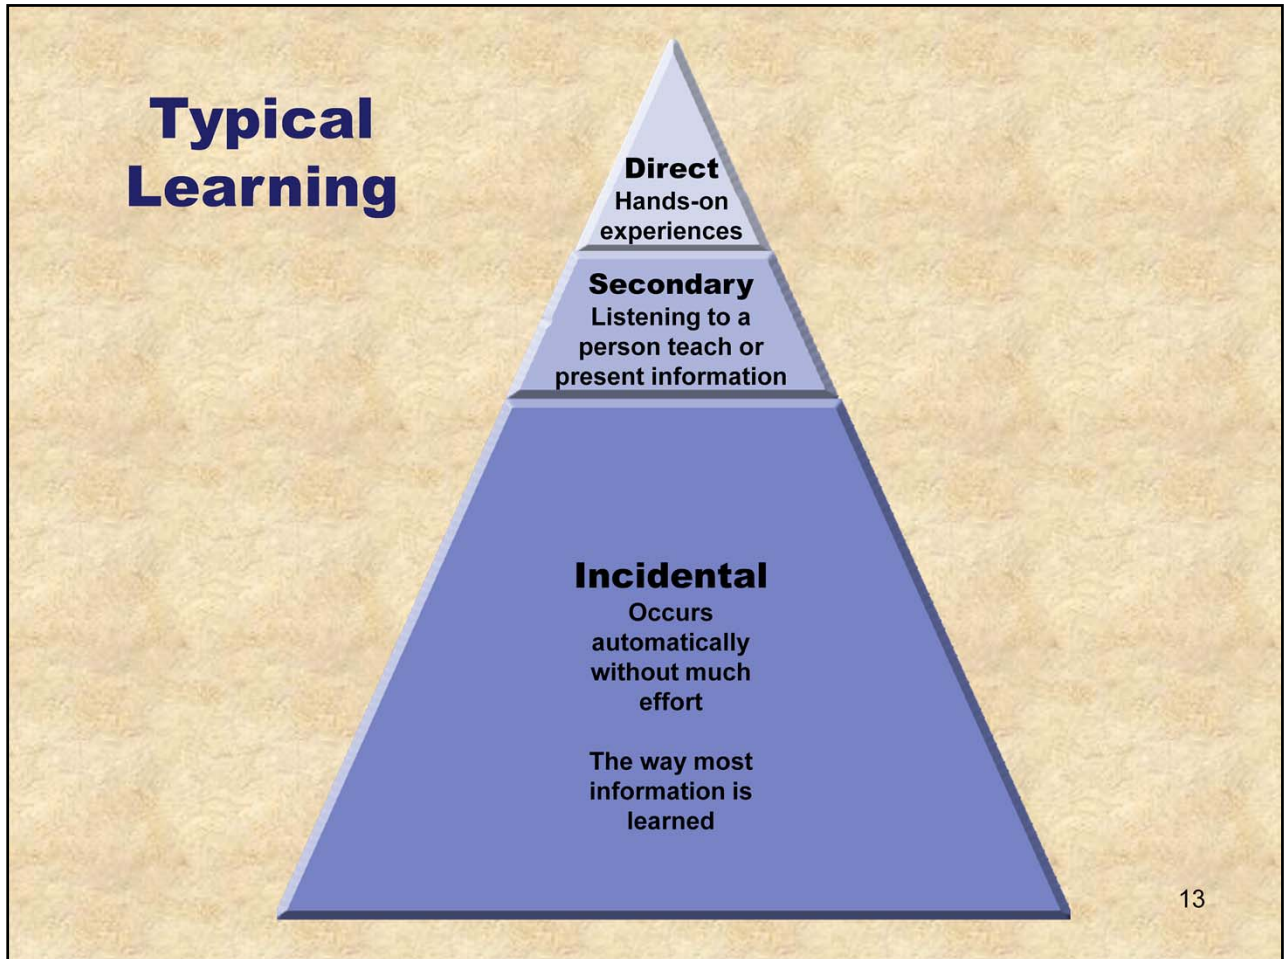 Typical
Learning
Direct
Hands-on
experiences
Secondary
Listening to a
person teach or
present information
Incidental
Occurs
automatically
without much
effort
The way most
information is
learned
13